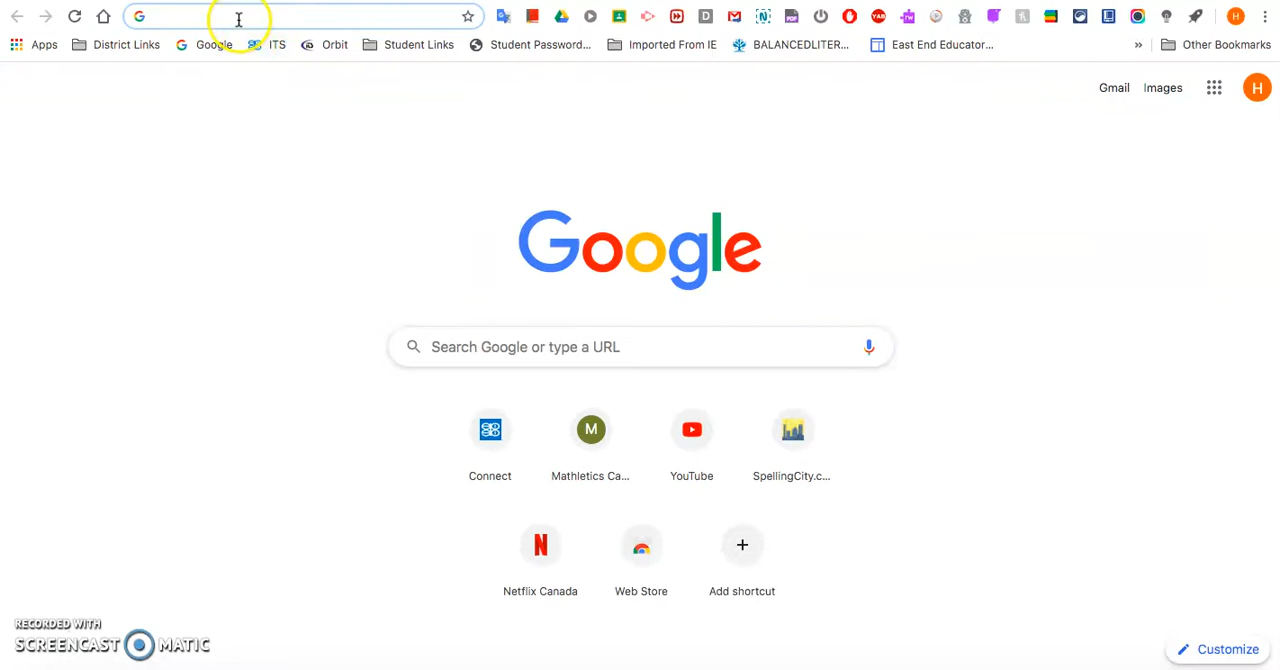 Apps District Links Google ITS Orbit Student Links Student Password... Imported From IE BALANCEDLITER... East End Educator... » Other Bookmarks
Gmail Images H
Google
Search Google or type a URL
M
Connect Mathletics Ca... YouTube SpellingCity.c...
N
Netflix Canada Web Store Add shortcut
RECORDED WITH
SCREENCAST MATIC
Customize